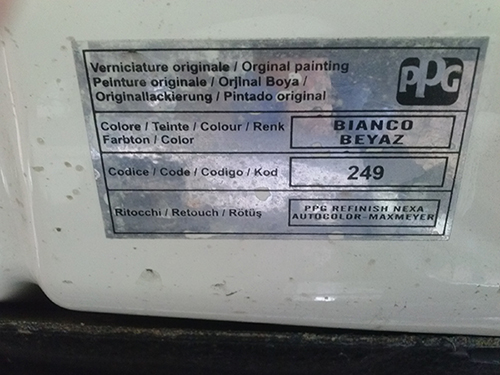 Verniciature originale / Orginal painting
Peinture originale / Orjinal Boya /
Originallackierung / Pintado original
PPG
Colore / Teinte / Colour / Renk
Farbton / Color
BIANCO
BEYAZ
Codice / Code / Codigo / Kod
249
Ritocchi / Retouch / Rötüş
PPG REFINISH NEXA
AUTOCOLOR-MAXMEYER